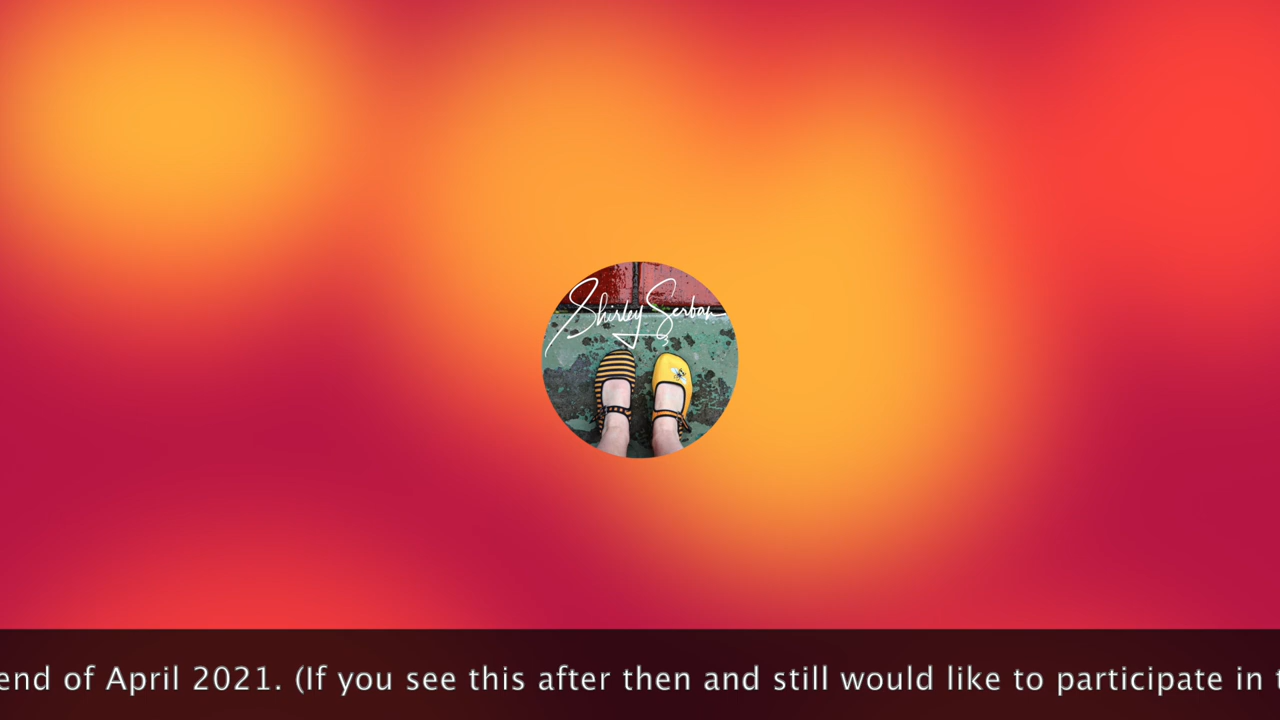 Shirley Serban
end of April 2021. (If you see this after then and still would like to participate in